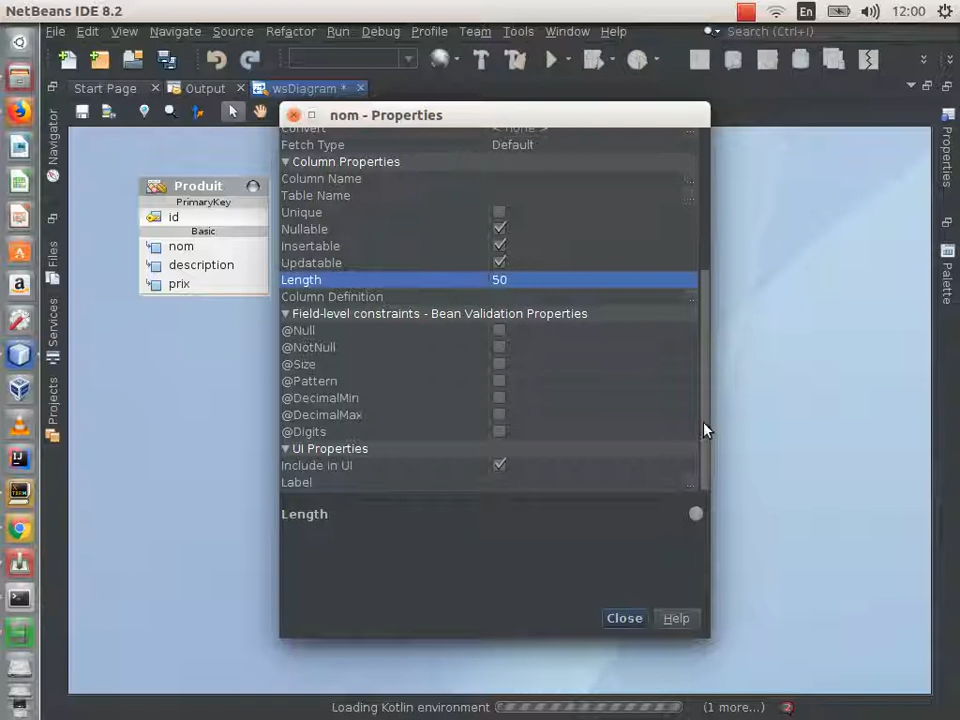 NetBeans IDE 8.2
En
12:00
File Edit View Navigate Source Refactor Run Debug Profile Team Tools Window Help
Search (Ctrl+I)
Start Page
Output
wsDiagram *
nom - Properties
Convert < none > ...
Fetch Type Default
Column Properties
Column Name ...
Table Name ...
Unique
Nullable
Insertable
Updatable
Length 50
Column Definition ...
Field-level constraints - Bean Validation Properties
@Null
@NotNull
@Size
@Pattern
@DecimalMin
@DecimalMax
@Digits
UI Properties
Include in UI
Label ...
Length
Close
Help
Produit
PrimaryKey
id
Basic
nom
description
prix
Navigator
Files
Services
Projects
Properties
Palette
Loading Kotlin environment
(1 more...)
2